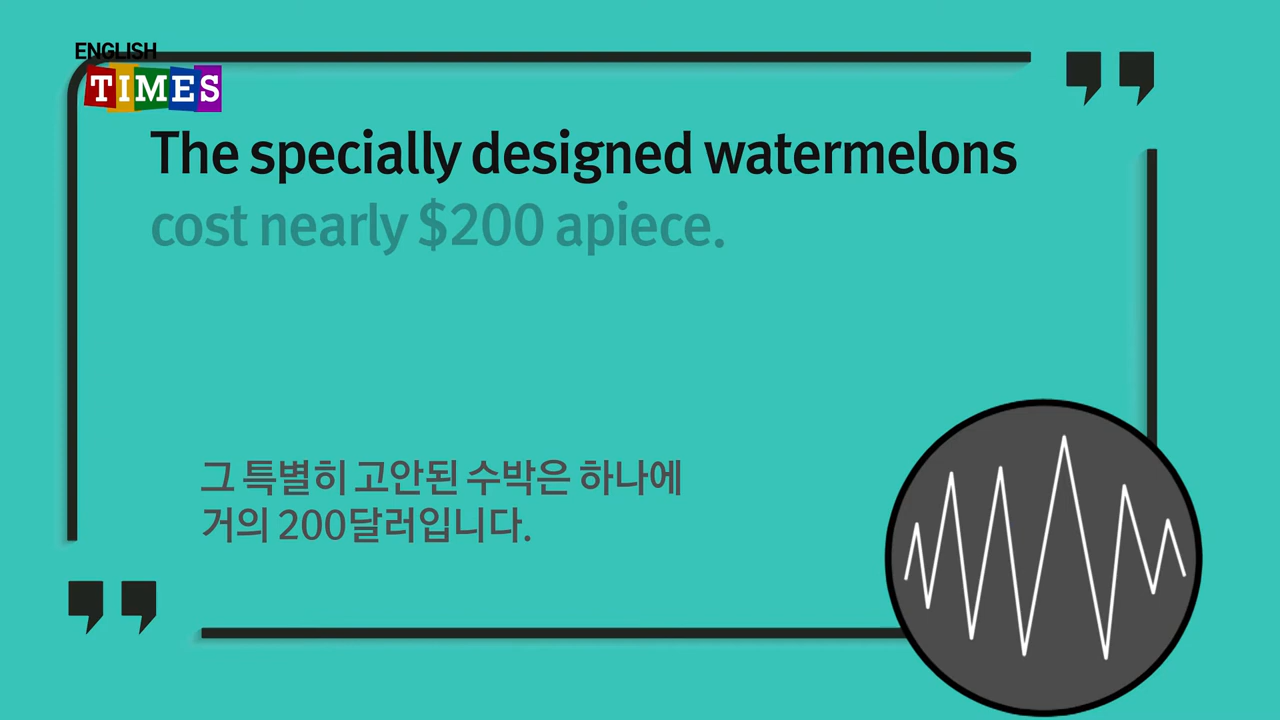 ENGLISH
TIMES
The specially designed watermelons
cost nearly $200 apiece.
그 특별히 고안된 수박은 하나에
거의 200달러입니다.